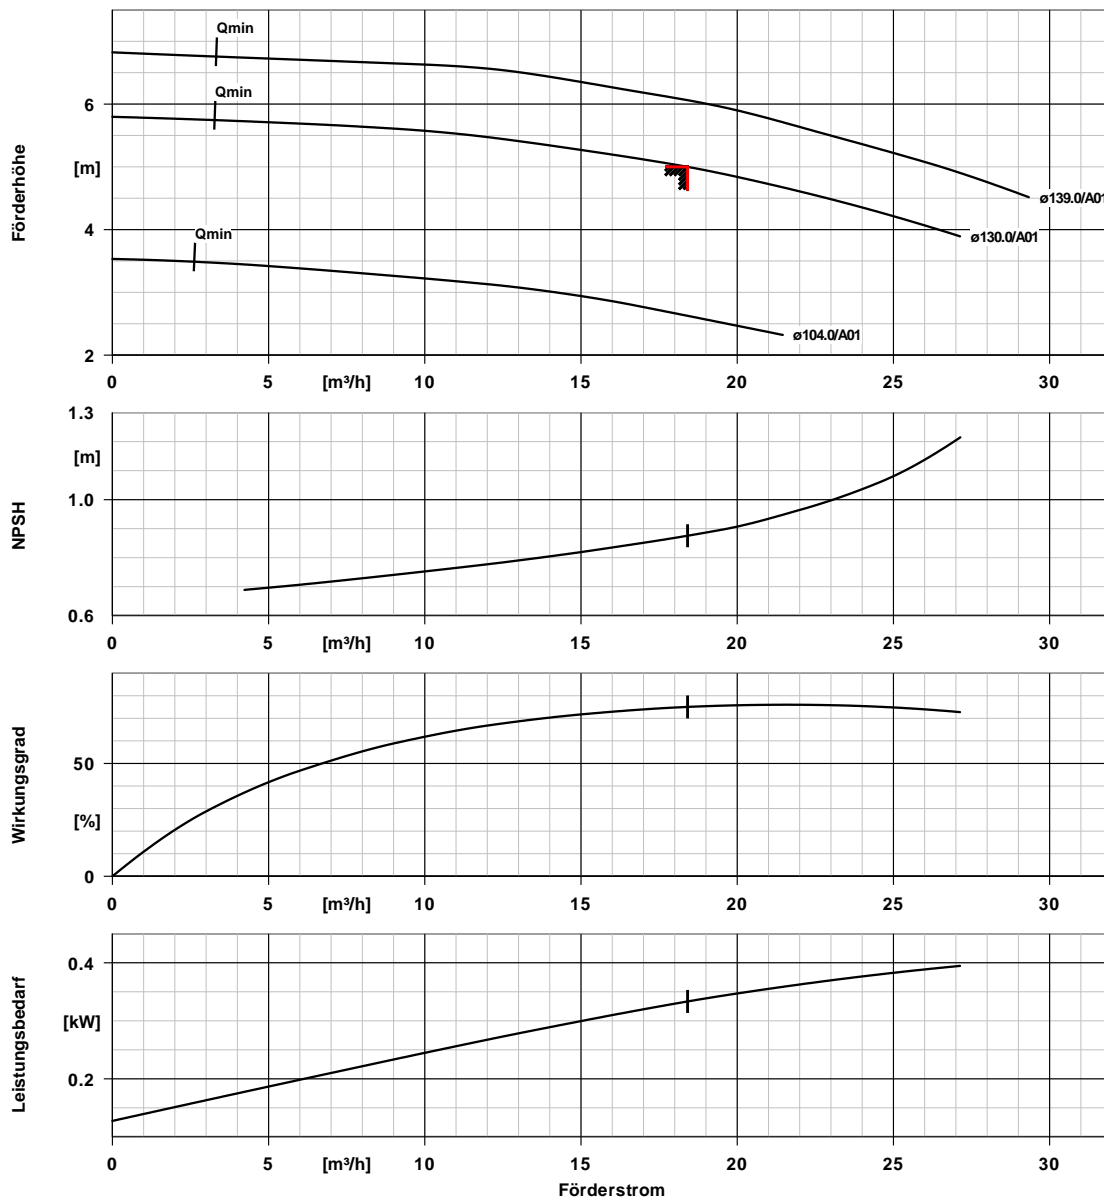 Qmin
Qmin
Qmin
Förderhöhe
[m]
6
4
2
ø139.0/A01
ø130.0/A01
ø104.0/A01
0 5 [m³/h] 10 15 20 25 30
NPSH
1.3
[m]
1.0
0.6
0 5 [m³/h] 10 15 20 25 30
Wirkungsgrad
50
[%]
0
0 5 [m³/h] 10 15 20 25 30
Leistungsbedarf
0.4
[kW]
0.2
0 5 [m³/h] 10 15 20 25 30
Förderstrom